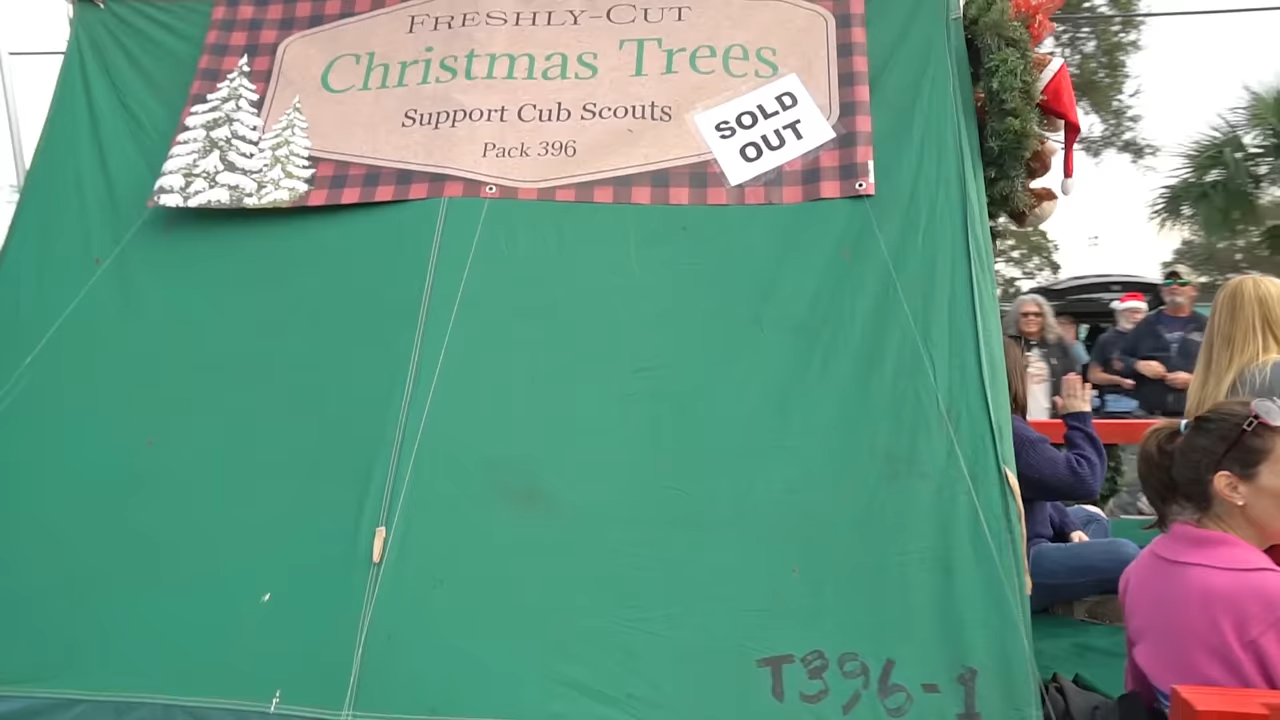 FRESHLY-CUT
Christmas Trees
Support Cub Scouts
Pack 396
SOLD
OUT
T396-1